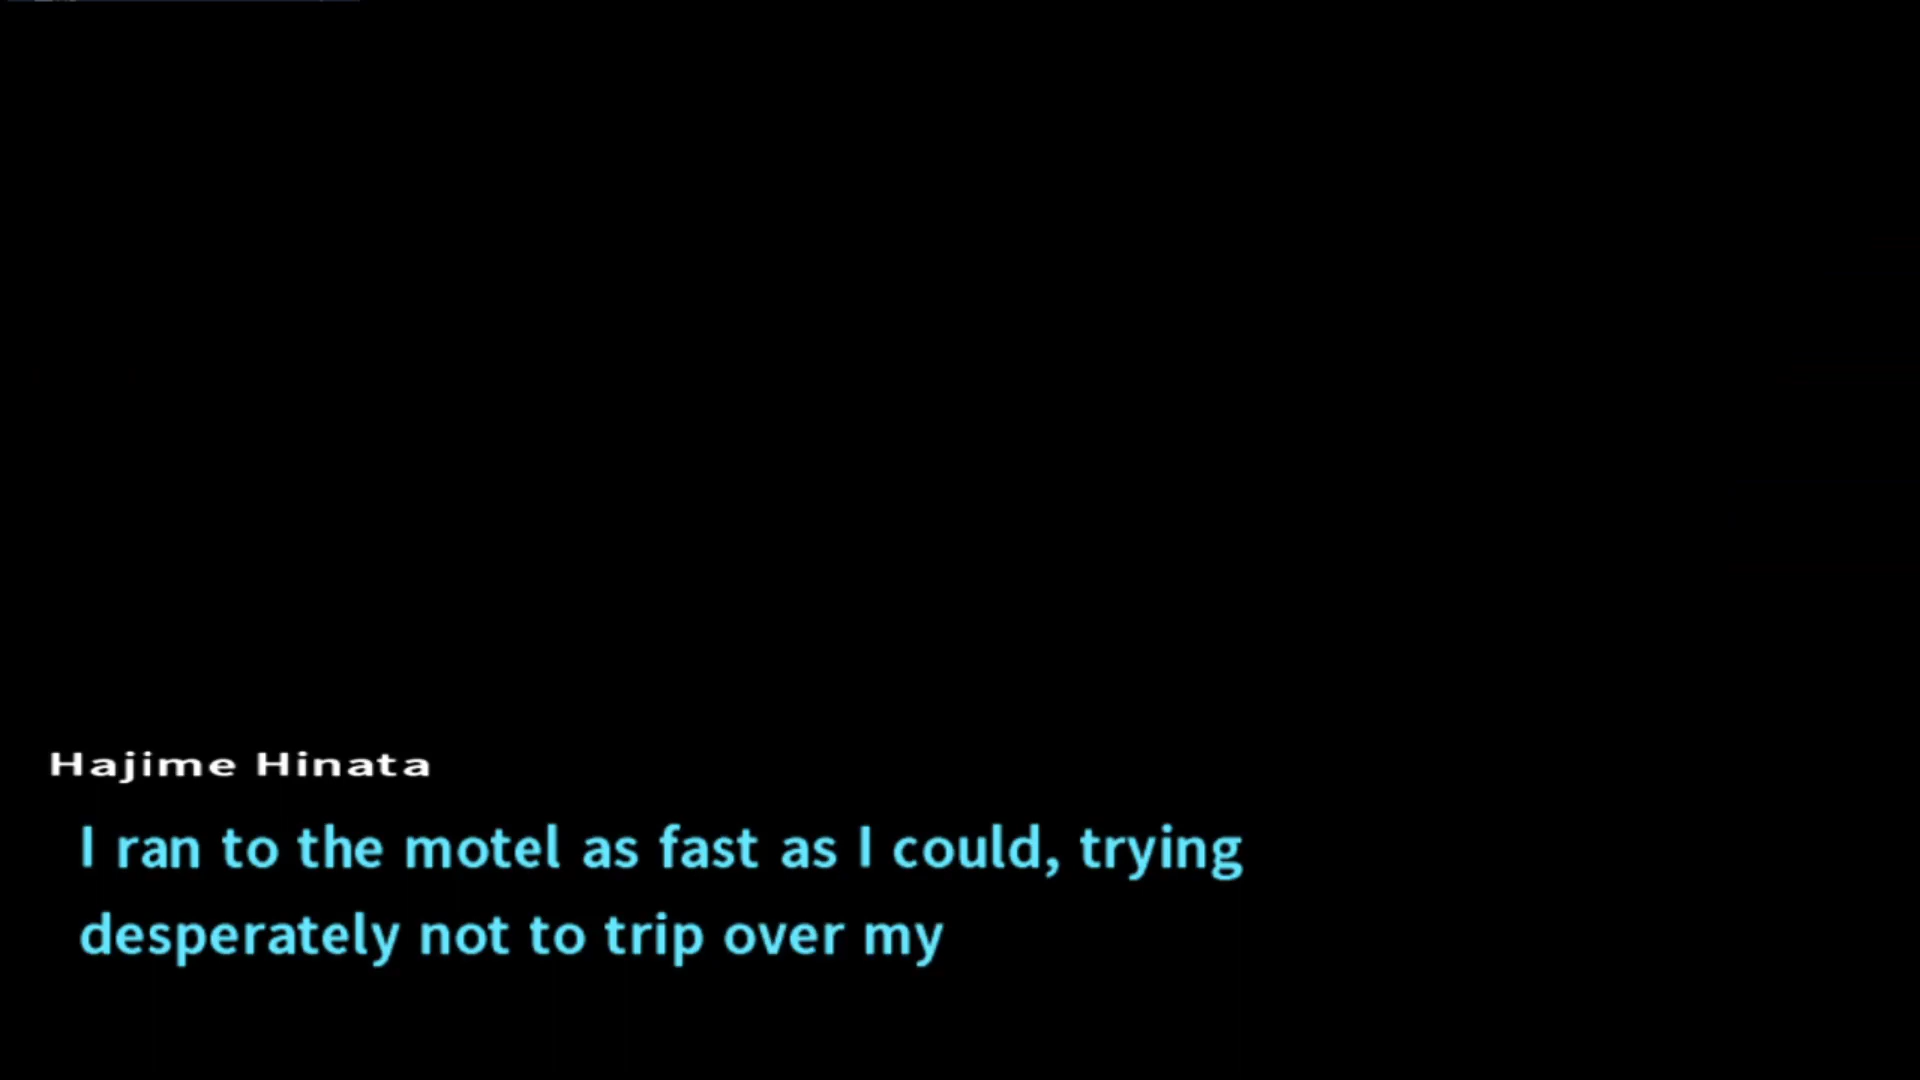 Hajime Hinata
I ran to the motel as fast as I could, trying
desperately not to trip over my